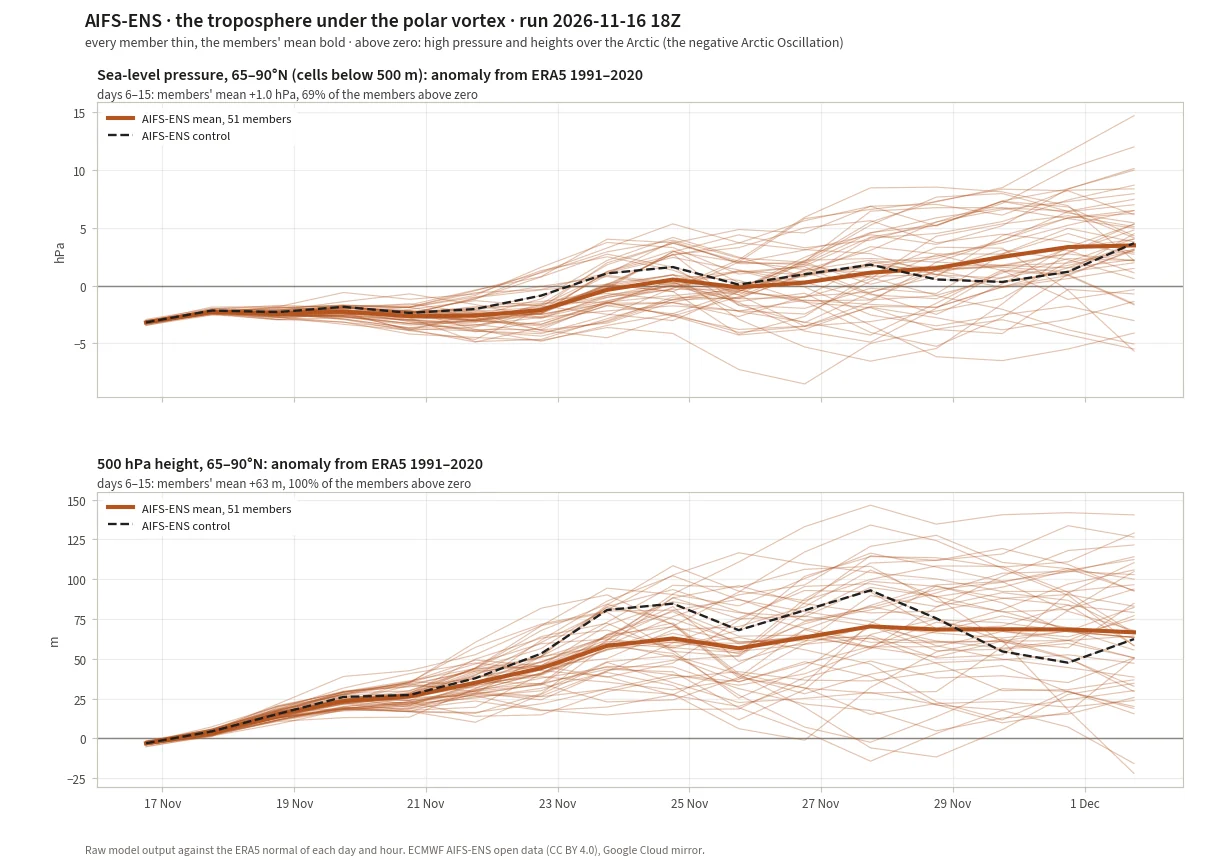 AIFS-ENS · the troposphere under the polar vortex · run 2026-11-16 18Z
every member thin, the members' mean bold · above zero: high pressure and heights over the Arctic (the negative Arctic Oscillation)
Sea-level pressure, 65–90°N (cells below 500 m): anomaly from ERA5 1991–2020
days 6–15: members' mean +1.0 hPa, 69% of the members above zero
AIFS-ENS mean, 51 members
AIFS-ENS control
15
10
5
0
−5
hPa
500 hPa height, 65–90°N: anomaly from ERA5 1991–2020
days 6–15: members' mean +63 m, 100% of the members above zero
AIFS-ENS mean, 51 members
AIFS-ENS control
150
125
100
75
50
25
0
−25
m
17 Nov 19 Nov 21 Nov 23 Nov 25 Nov 27 Nov 29 Nov 1 Dec
Raw model output against the ERA5 normal of each day and hour. ECMWF AIFS-ENS open data (CC BY 4.0), Google Cloud mirror.